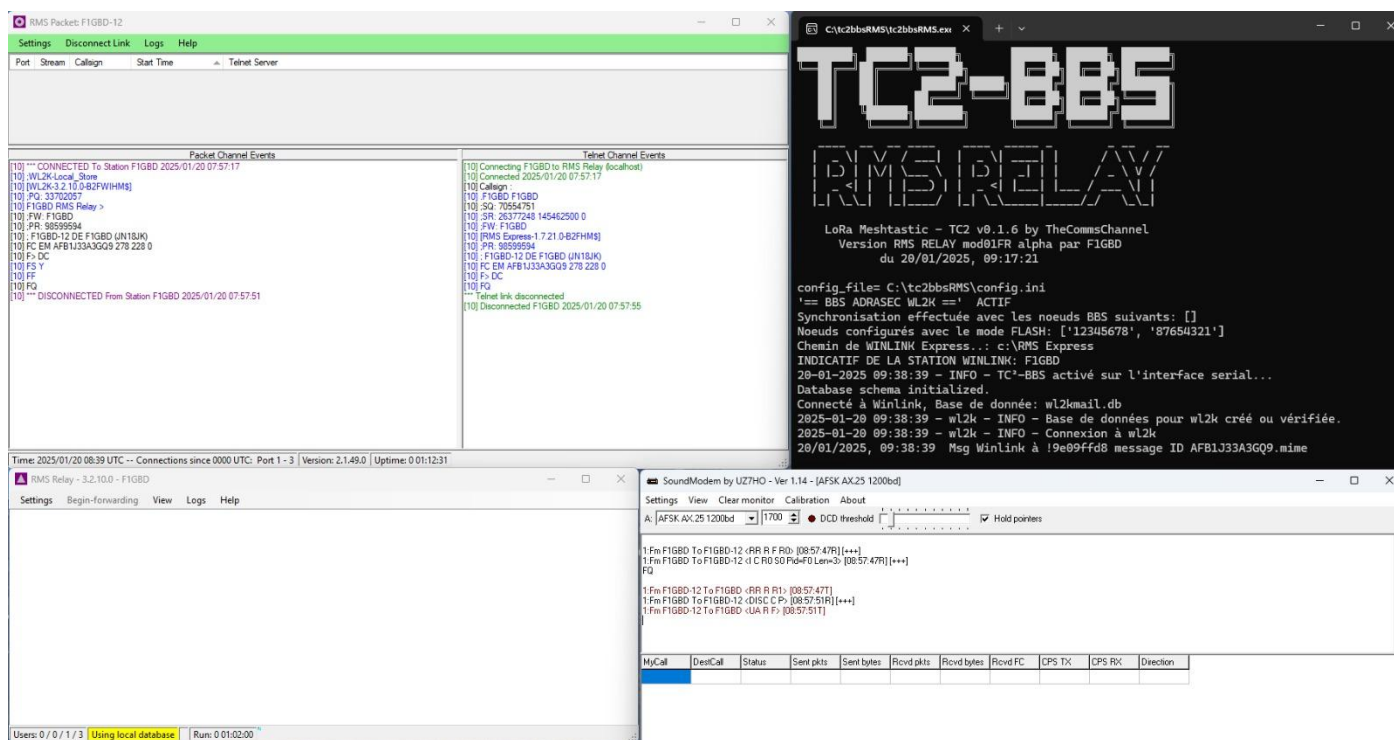 RMS Packet: F1GBD-12
Settings Disconnect Link Logs Help
Port Stream Callsign Start Time Telnet Server
Packet Channel Events
[10] *** CONNECTED To Station F1GBD 2025/01/20 07:57:17
[10] ;WL2K-Local_Store
[10] [WL2K-3.2.10.0-B2FWIHM$]
[10] ;PQ: 33702057
[10] F1GBD RMS Relay >
[10] ;FW: F1GBD
[10] ;PR: 98599594
[10] ; F1GBD-12 DE F1GBD (JN18JK)
[10] FC EM AFB1J33A3GQ9 278 228 0
[10] F> DC
[10] FS Y
[10] FF
[10] FQ
[10] *** DISCONNECTED From Station F1GBD 2025/01/20 07:57:51
Telnet Channel Events
[10] Connecting F1GBD to RMS Relay (localhost)
[10] Connected 2025/01/20 07:57:17
[10] Callsign :
[10] .F1GBD F1GBD
[10] ;SQ: 70554751
[10] ;SR: 26377248 145462500 0
[10] ;FW: F1GBD
[10] [RMS Express-1.7.21.0-B2FHM$]
[10] ;PR: 98599594
[10] ; F1GBD-12 DE F1GBD (JN18JK)
[10] FC EM AFB1J33A3GQ9 278 228 0
[10] F> DC
[10] FQ
*** Telnet link disconnected
[10] Disconnected F1GBD 2025/01/20 07:57:55
Time: 2025/01/20 08:39 UTC -- Connections since 0000 UTC: Port 1 - 3 Version: 2.1.49.0 Uptime: 0 01:12:31
C:\tc2bbsRMS\tc2bbsRMS.exe
TC2-BBS
RMS RELAY
LoRa Meshtastic - TC2 v0.1.6 by TheCommsChannel
Version RMS RELAY mod01FR alpha par F1GBD
du 20/01/2025, 09:17:21
config_file= C:\tc2bbsRMS\config.ini
'== BBS ADRASEC WL2K ==' ACTIF
Synchronisation effectuée avec les noeuds BBS suivants: []
Noeuds configurés avec le mode FLASH: ['12345678', '87654321']
Chemin de WINLINK Express..: c:\RMS Express
INDICATIF DE LA STATION WINLINK: F1GBD
20-01-2025 09:38:39 - INFO - TC²-BBS activé sur l'interface serial...
Database schema initialized.
Connecté à Winlink, Base de donnée: wl2kmail.db
2025-01-20 09:38:39 - wl2k - INFO - Base de données pour wl2k créé ou vérifiée.
2025-01-20 09:38:39 - wl2k - INFO - Connexion à wl2k
20/01/2025, 09:38:39 Msg Winlink à !9e09ffd8 message ID AFB1J33A3GQ9.mime
RMS Relay - 3.2.10.0 - F1GBD
Settings Begin-forwarding View Logs Help
Users: 0 / 0 / 1 / 3 Using local database Run: 0 01:02:00
SoundModem by UZ7HO - Ver 1.14 - [AFSK AX.25 1200bd]
Settings View Clear monitor Calibration About
A: AFSK AX.25 1200bd 1700 DCD threshold Hold pointers
1:Fm F1GBD To F1GBD-12 <RR R F R0> [08:57:47R] [+++]
1:Fm F1GBD To F1GBD-12 <I C R0 S0 Pid=F0 Len=3> [08:57:47R] [+++]
FQ
1:Fm F1GBD-12 To F1GBD <RR R R1> [08:57:47T]
1:Fm F1GBD To F1GBD-12 <DISC C P> [08:57:51R] [+++]
1:Fm F1GBD-12 To F1GBD <UA R F> [08:57:51T]
MyCall DestCall Status Sent pkts Sent bytes Rcvd pkts Rcvd bytes Rcvd FC CPS TX CPS RX Direction